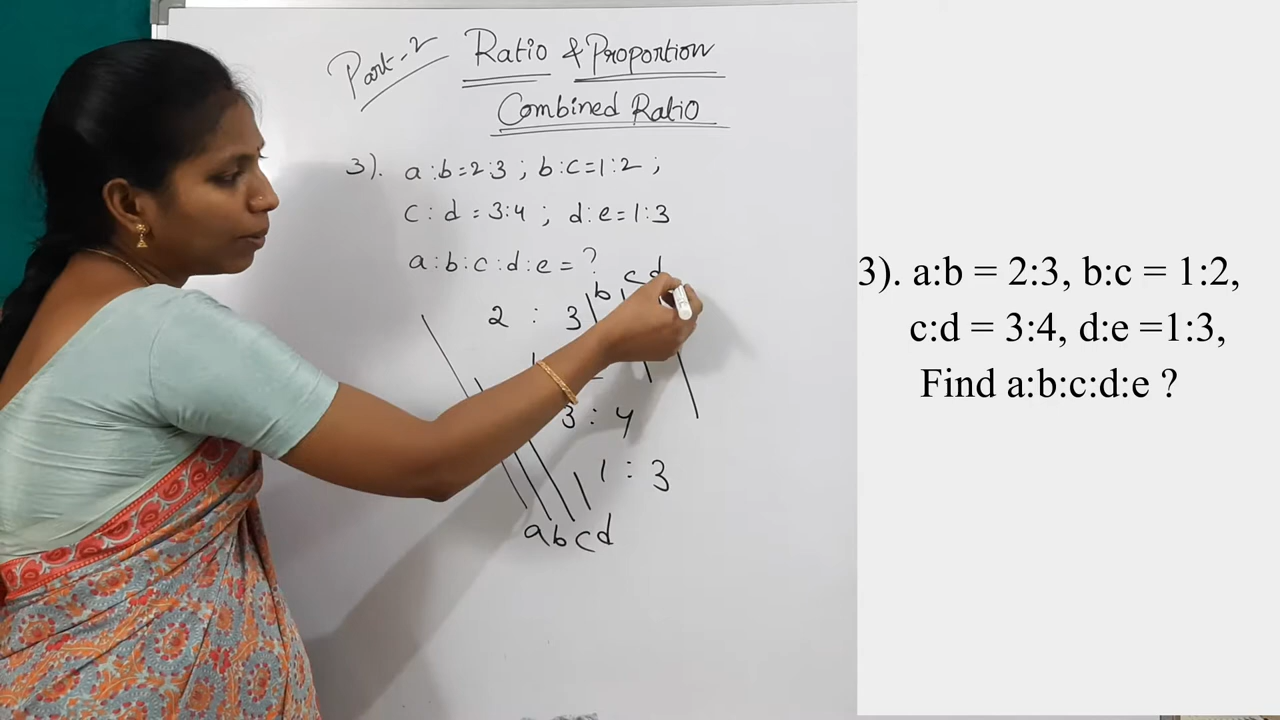 Part-2
Ratio & Proportion
Combined Ratio
3). a:b=2:3 ; b:c=1:2 ;
c:d=3:4 ; d:e=1:3
a:b:c:d:e=?
b c d
2 : 3
3 : 4
1 : 3
a b c d
3). a:b = 2:3, b:c = 1:2,
c:d = 3:4, d:e =1:3,
Find a:b:c:d:e ?